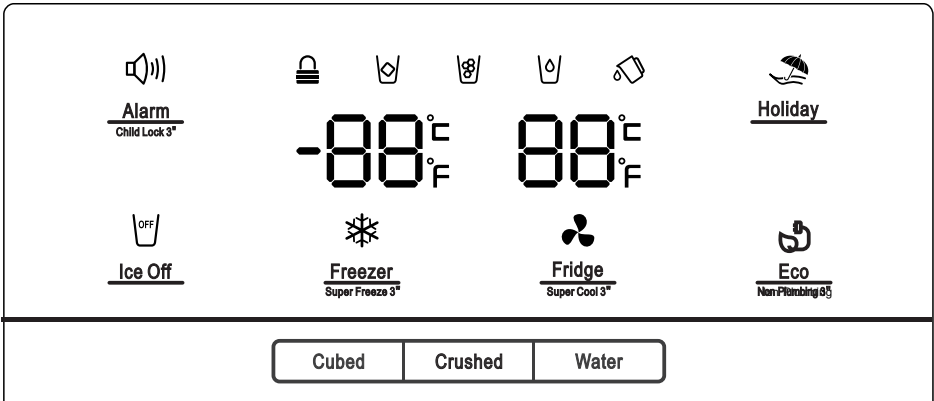 Alarm
Child Lock 3"
Holiday
-88°C
°F
88°C
°F
OFF
Ice Off
Freezer
Super Freeze 3"
Fridge
Super Cool 3"
Eco
Cubed
Crushed
Water